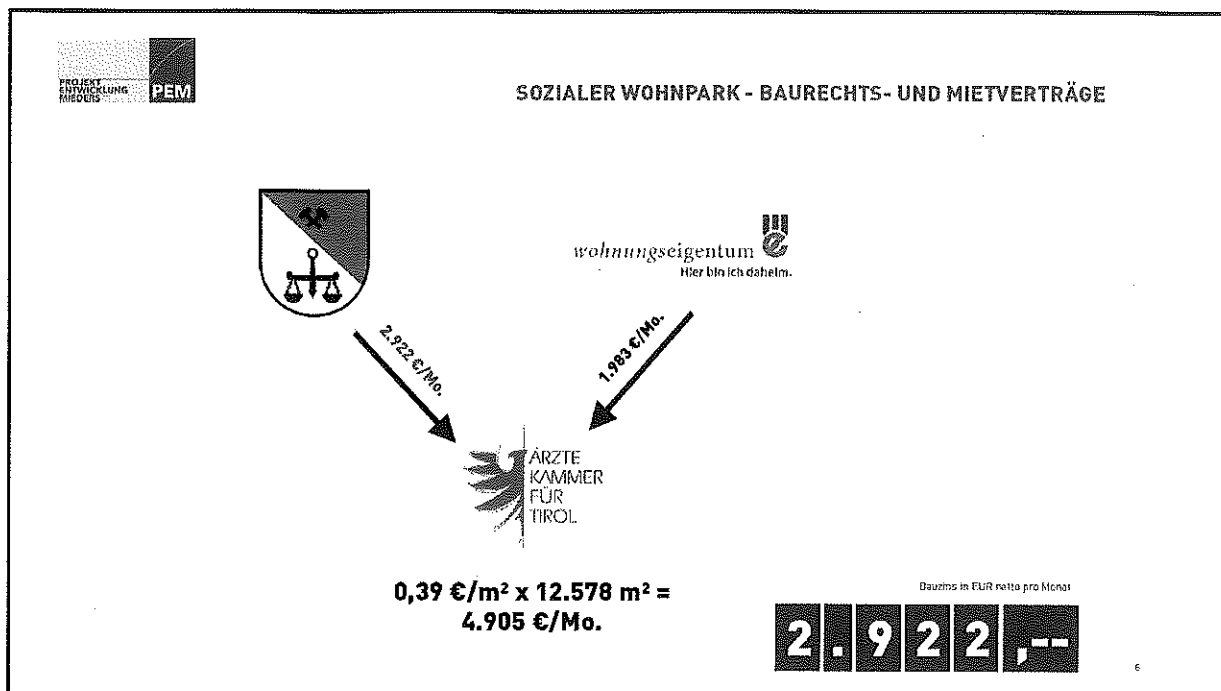 PROJEKT
ENTWICKLUNG
MIEDERS
PEM
SOZIALER WOHNPARK - BAURECHTS- UND MIETVERTRÄGE
wohnungseigentum
Hier bin ich daheim.
2.922 €/Mo.
1.983 €/Mo.
ÄRZTE
KAMMER
FÜR
TIROL
0,39 €/m² x 12.578 m² =
4.905 €/Mo.
Bauzins in EUR netto pro Monat
2.922,--
6